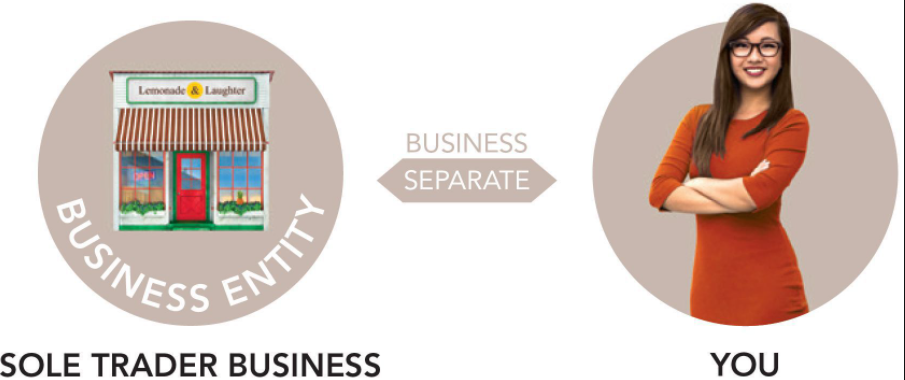 Lemonade & Laughter
OPEN
BUSINESS ENTITY
BUSINESS
SEPARATE
SOLE TRADER BUSINESS
YOU